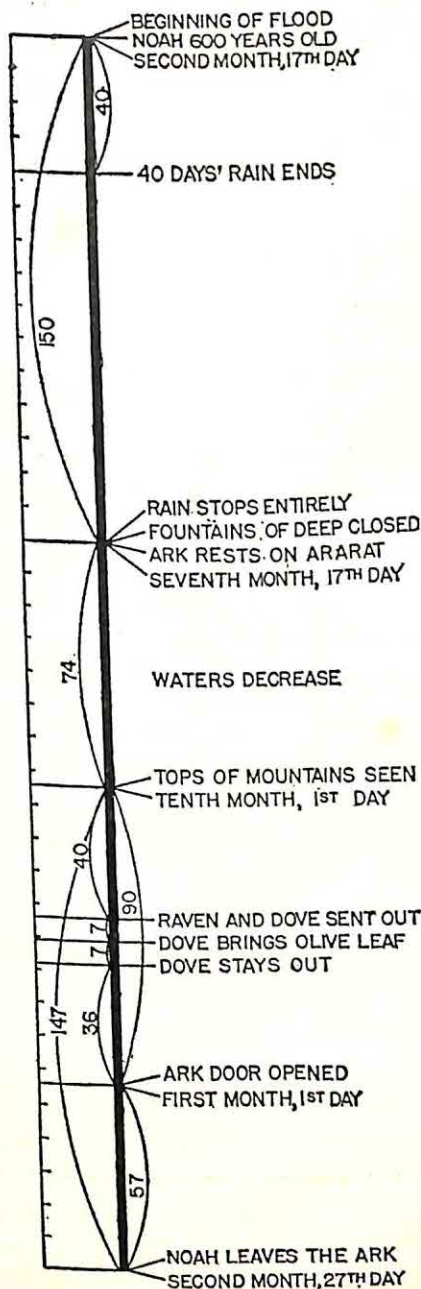 BEGINNING OF FLOOD
NOAH 600 YEARS OLD
SECOND MONTH, 17TH DAY
40
40 DAYS' RAIN ENDS
150
RAIN STOPS ENTIRELY
FOUNTAINS OF DEEP CLOSED
ARK RESTS ON ARARAT
SEVENTH MONTH, 17TH DAY
74
WATERS DECREASE
TOPS OF MOUNTAINS SEEN
TENTH MONTH, 1ST DAY
40
90
RAVEN AND DOVE SENT OUT
7
DOVE BRINGS OLIVE LEAF
7
DOVE STAYS OUT
147
36
ARK DOOR OPENED
FIRST MONTH, 1ST DAY
57
NOAH LEAVES THE ARK
SECOND MONTH, 27TH DAY